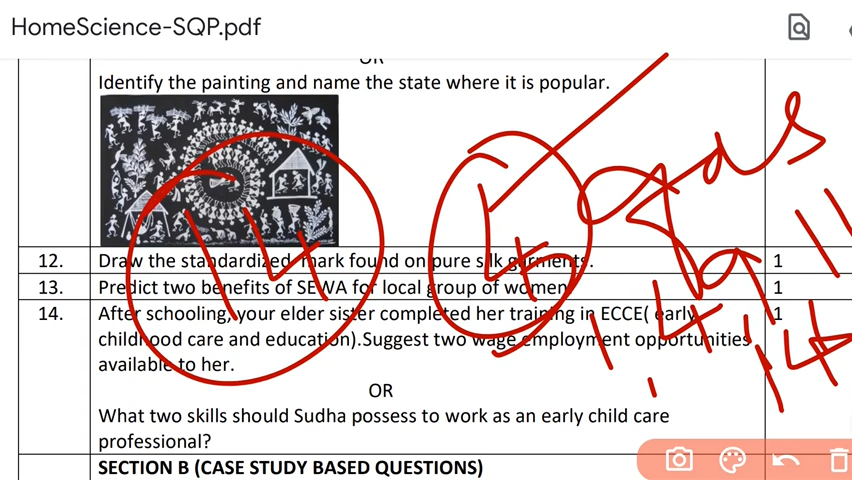 HomeScience-SQP.pdf
OR
Identify the painting and name the state where it is popular.
12. Draw the standardized mark found on pure silk garments. 1
13. Predict two benefits of SEWA for local group of women. 1
14. After schooling, your elder sister completed her training in ECCE( early 1
childhood care and education).Suggest two wage employment opportunities
available to her.
OR
What two skills should Sudha possess to work as an early child care
professional?
SECTION B (CASE STUDY BASED QUESTIONS)
14